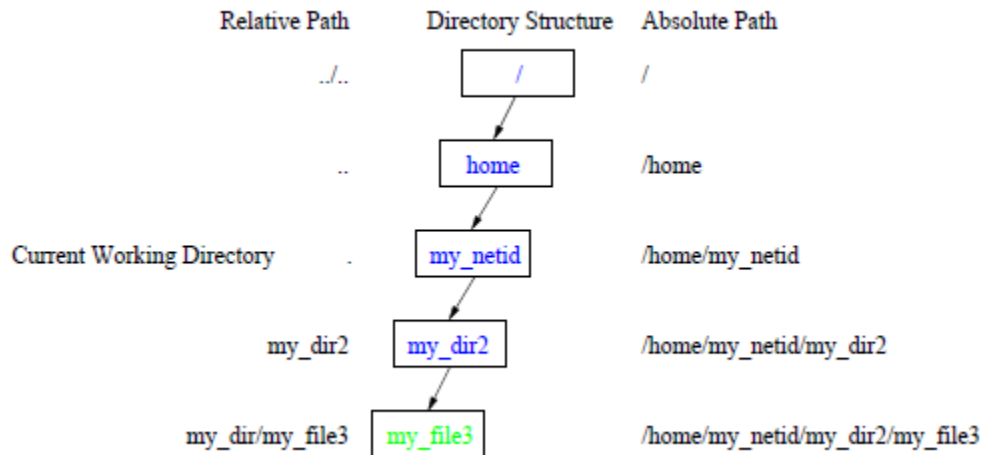 Relative Path Directory Structure Absolute Path
../.. / /
.. home /home
Current Working Directory . my_netid /home/my_netid
my_dir2 my_dir2 /home/my_netid/my_dir2
my_dir/my_file3 my_file3 /home/my_netid/my_dir2/my_file3